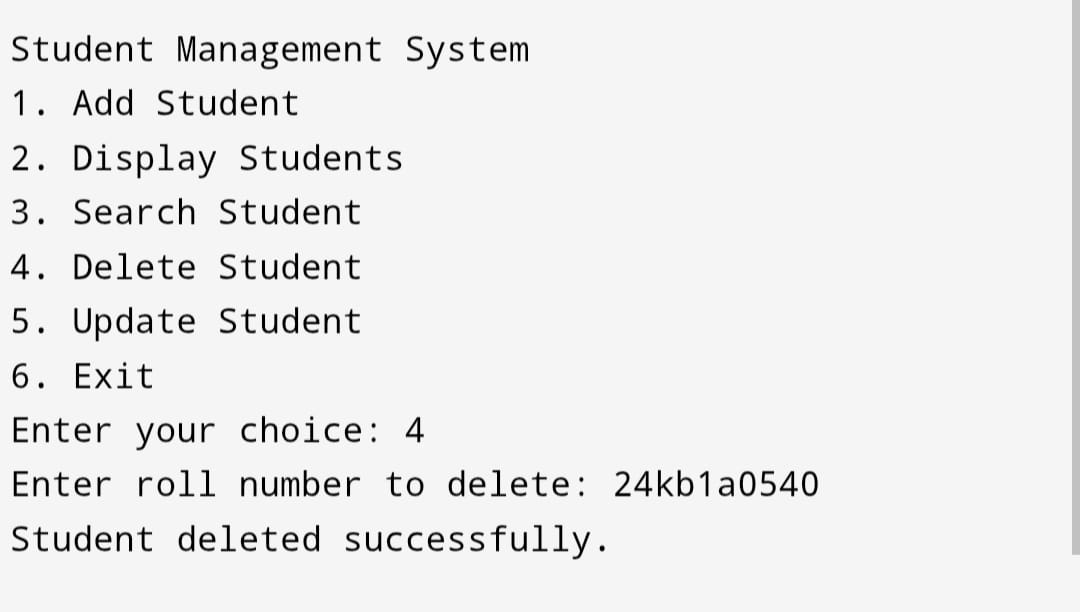 Student Management System
1. Add Student
2. Display Students
3. Search Student
4. Delete Student
5. Update Student
6. Exit
Enter your choice: 4
Enter roll number to delete: 24kb1a0540
Student deleted successfully.